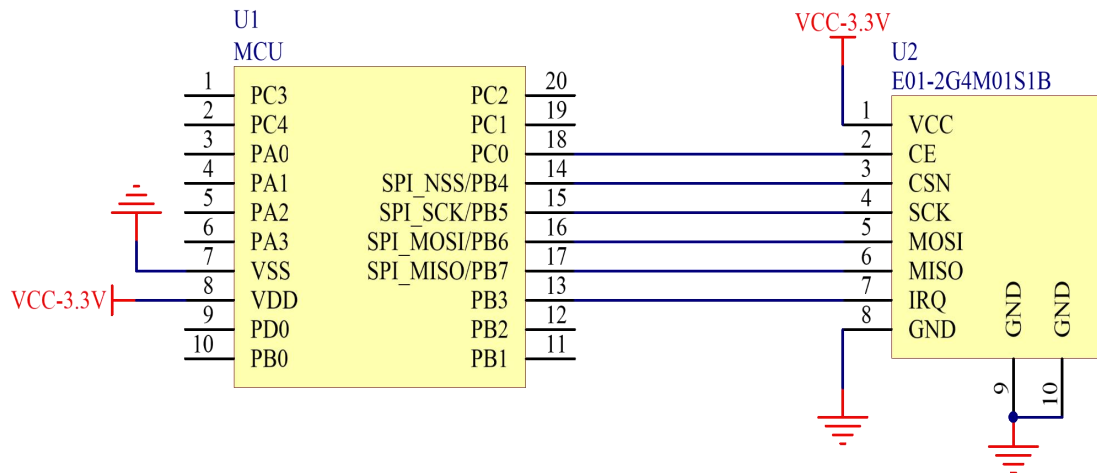 U1
MCU
1 PC3
2 PC4
3 PA0
4 PA1
5 PA2
6 PA3
7 VSS
8 VDD
9 PD0
10 PB0
PC2 20
PC1 19
PC0 18
SPI_NSS/PB4 14
SPI_SCK/PB5 15
SPI_MOSI/PB6 16
SPI_MISO/PB7 17
PB3 13
PB2 12
PB1 11
VCC-3.3V
VCC-3.3V
U2
E01-2G4M01S1B
1 VCC
2 CE
3 CSN
4 SCK
5 MOSI
6 MISO
7 IRQ
8 GND
GND 9
GND 10